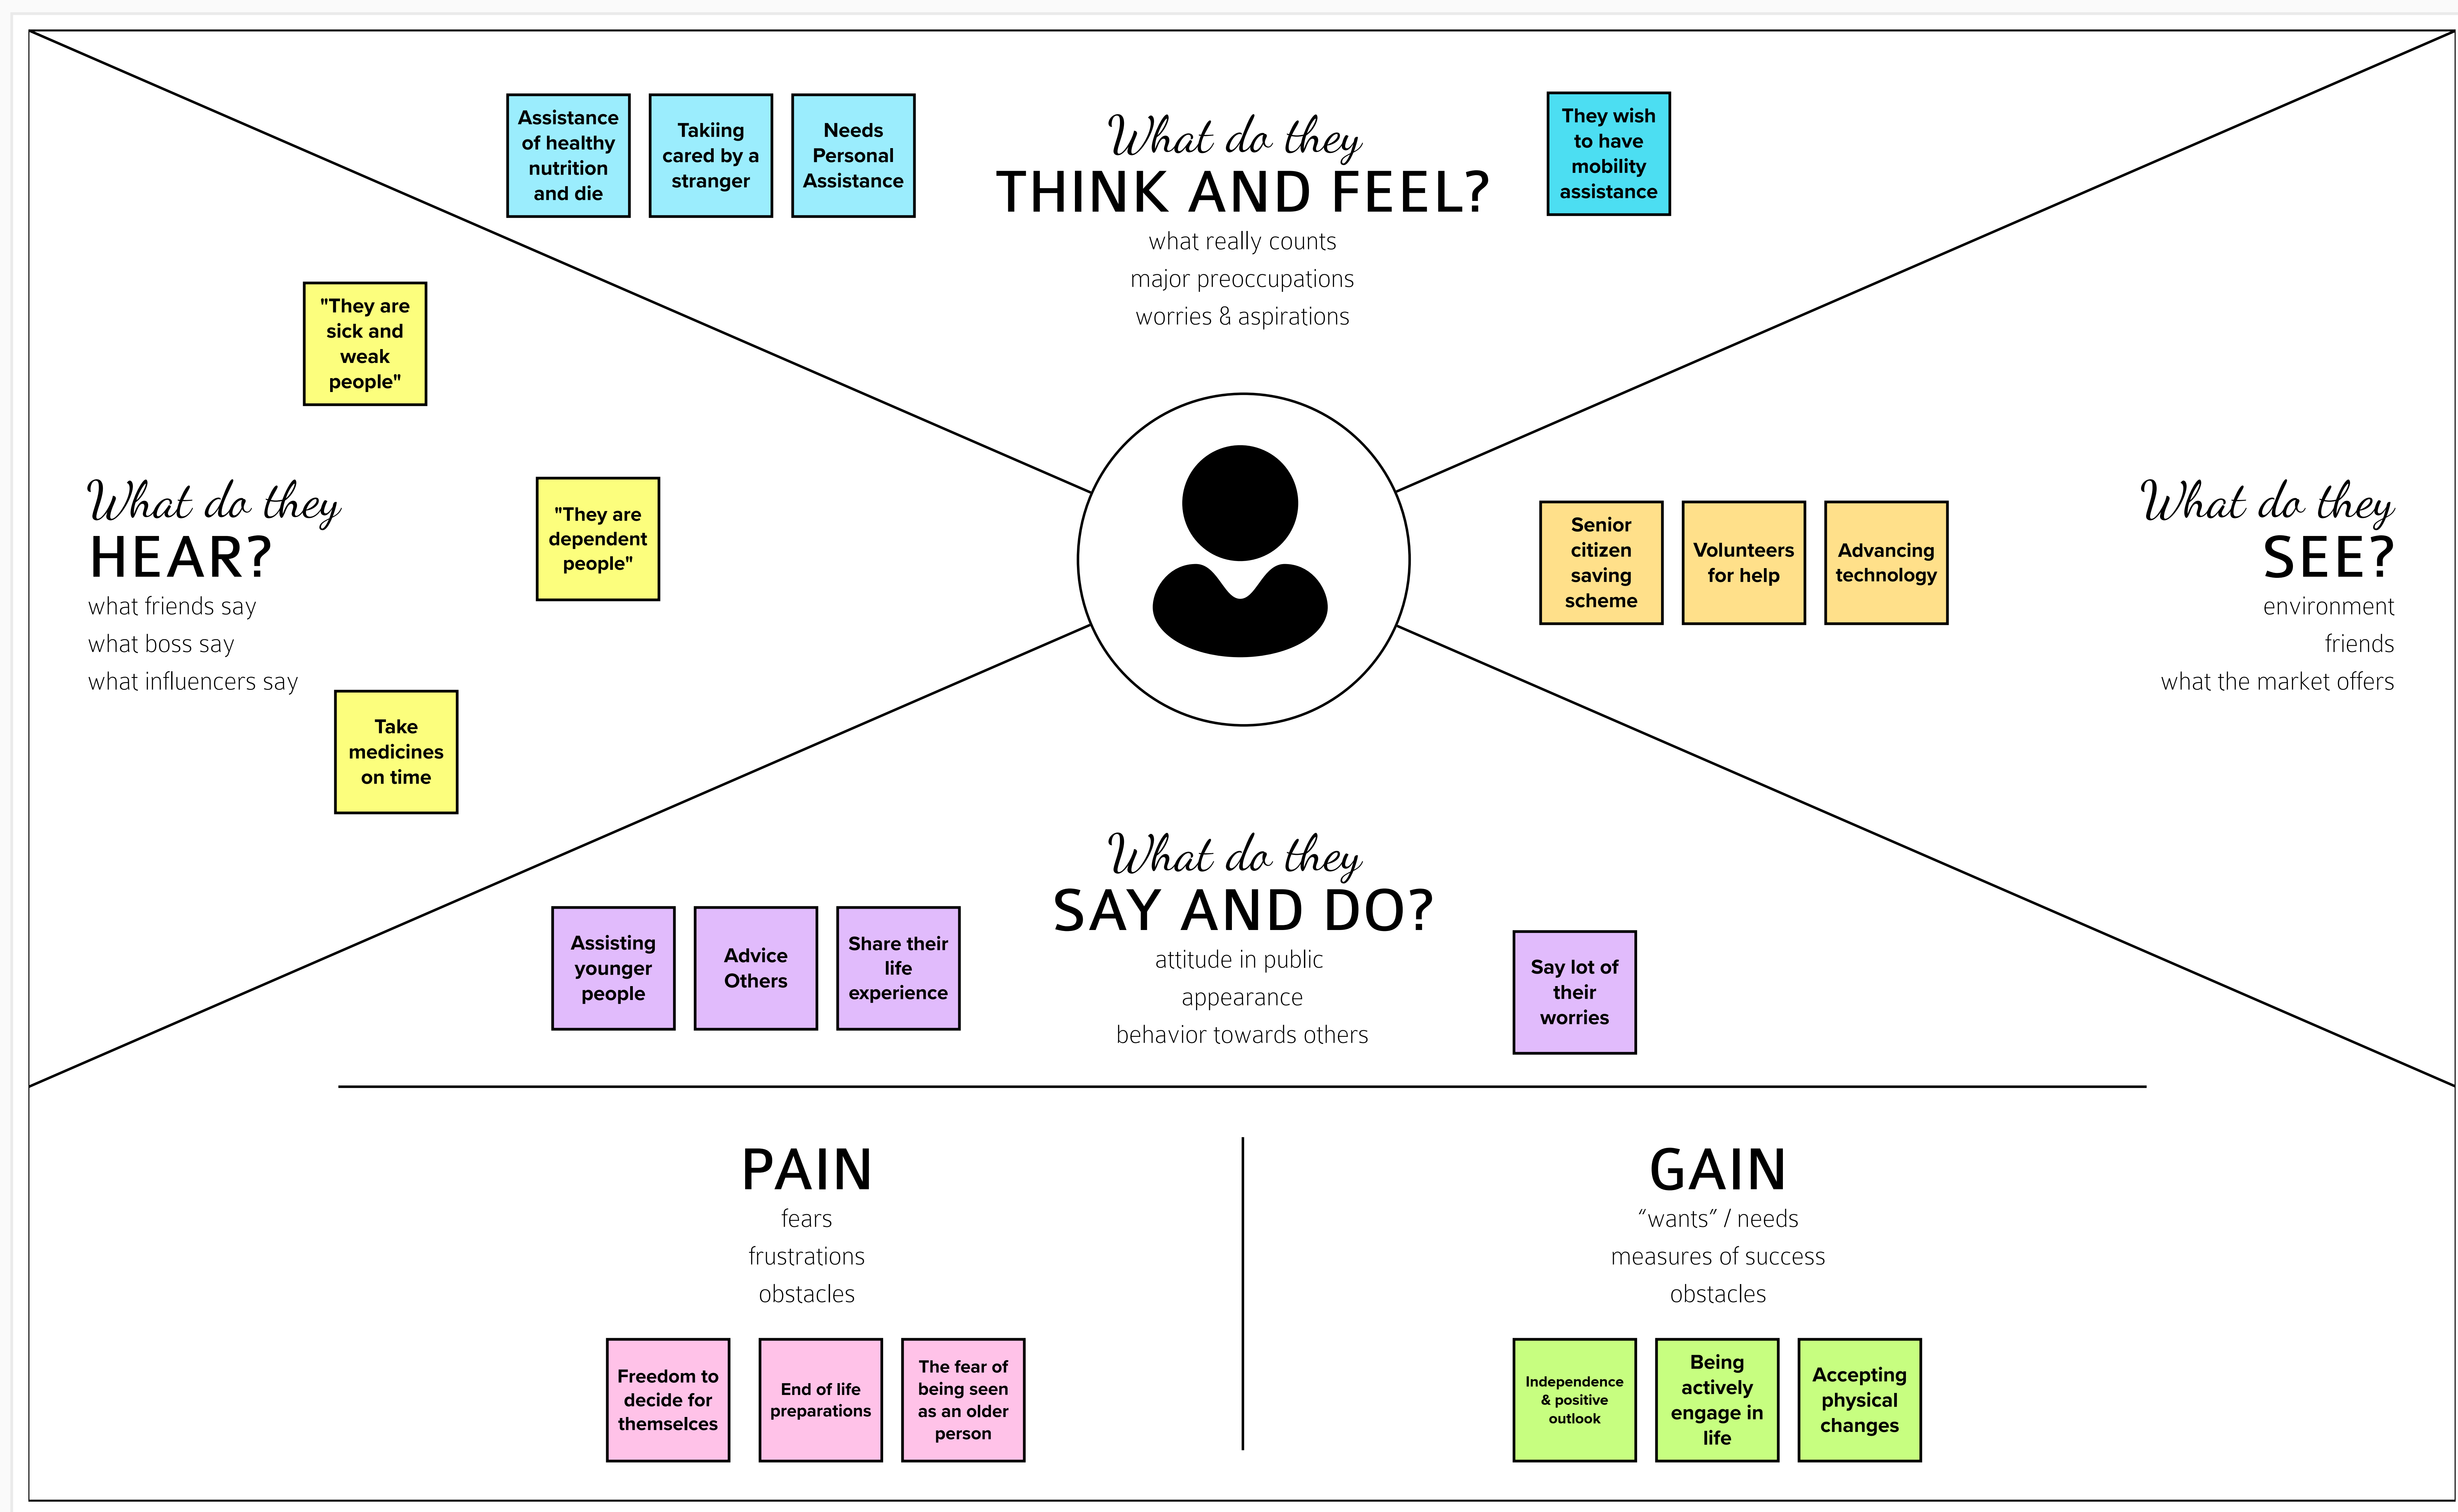 Assistance
of healthy
nutrition
and die
Takiing
cared by a
stranger
Needs
Personal
Assistance
What do they
THINK AND FEEL?
what really counts
major preoccupations
worries & aspirations
They wish
to have
mobility
assistance
"They are
sick and
weak
people"
What do they
HEAR?
what friends say
what boss say
what influencers say
"They are
dependent
people"
Take
medicines
on time
Senior
citizen
saving
scheme
Volunteers
for help
Advancing
technology
What do they
SEE?
environment
friends
what the market offers
What do they
SAY AND DO?
attitude in public
appearance
behavior towards others
Assisting
younger
people
Advice
Others
Share their
life
experience
Say lot of
their
worries
PAIN
fears
frustrations
obstacles
Freedom to
decide for
themselces
End of life
preparations
The fear of
being seen
as an older
person
GAIN
“wants” / needs
measures of success
obstacles
Independence
& positive
outlook
Being
actively
engage in
life
Accepting
physical
changes